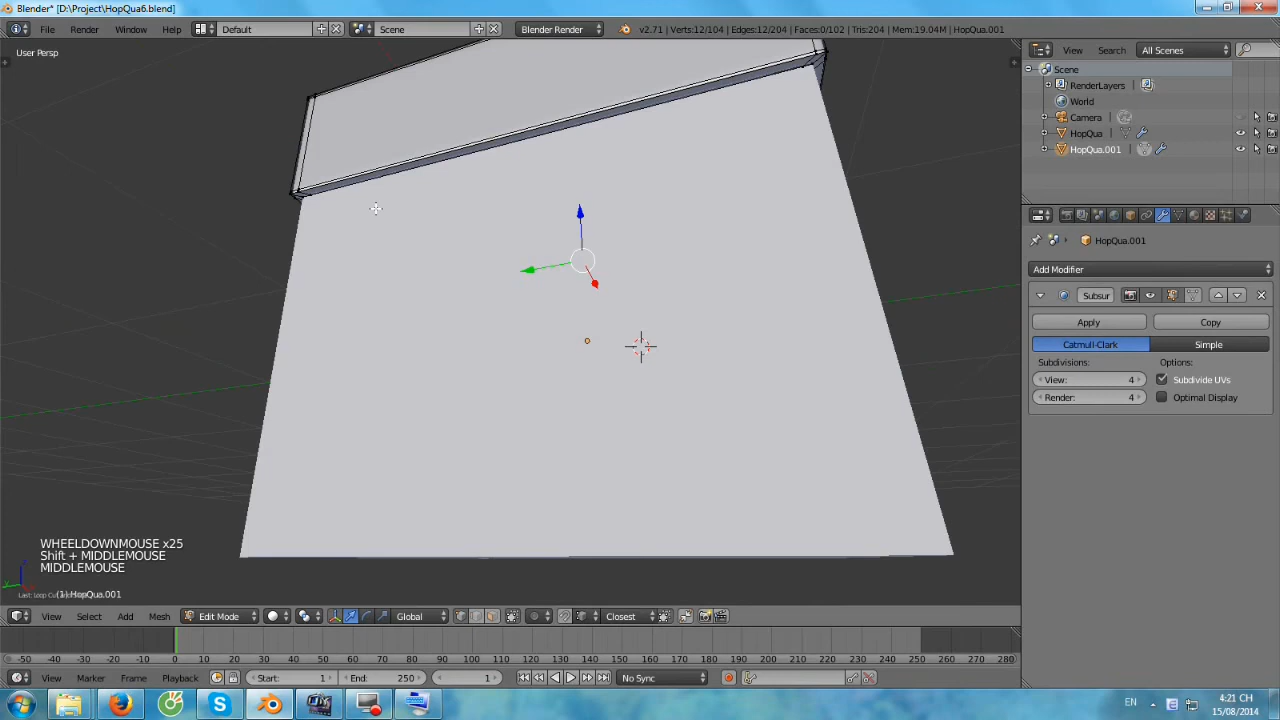 Blender* [D:\Project\HopQua6.blend]
File Render Window Help Default Scene Blender Render v2.71 | Verts:12/104 | Edges:12/204 | Faces:0/102 | Tris:204 | Mem:19.04M | HopQua.001
User Persp
View Search All Scenes
Scene
RenderLayers
World
Camera
HopQua
HopQua.001
HopQua.001
Add Modifier
Subsur
Apply Copy
Catmull-Clark Simple
Subdivisions: Options:
View: 4 Subdivide UVs
Render: 4 Optimal Display
WHEELDOWNMOUSE x25
Shift + MIDDLEMOUSE
MIDDLEMOUSE
(1) HopQua.001
View Select Add Mesh Edit Mode Global Closest
-50 -40 -30 -20 -10 0 10 20 30 40 50 60 70 80 90 100 110 120 130 140 150 160 170 180 190 200 210 220 230 240 250 260 270 280
View Marker Frame Playback Start: 1 End: 250 1 No Sync
EN 4:21 CH
15/08/2014